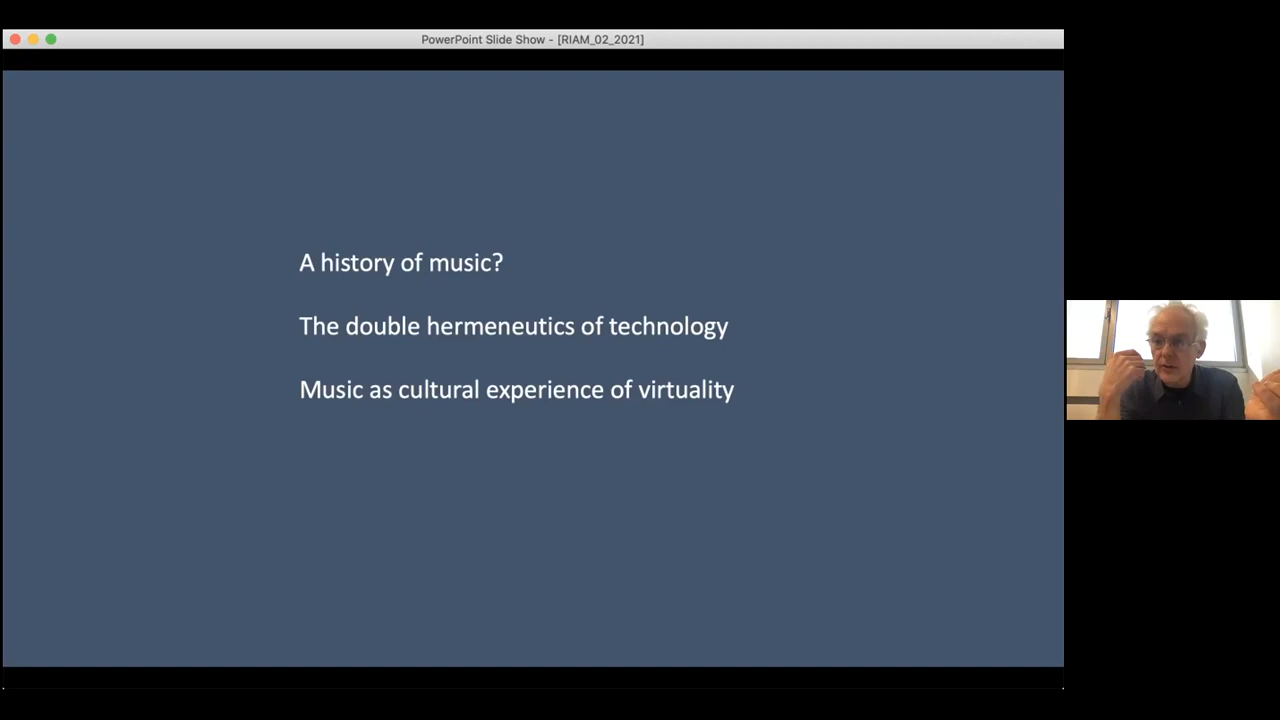 PowerPoint Slide Show - [RIAM_02_2021]
A history of music?
The double hermeneutics of technology
Music as cultural experience of virtuality